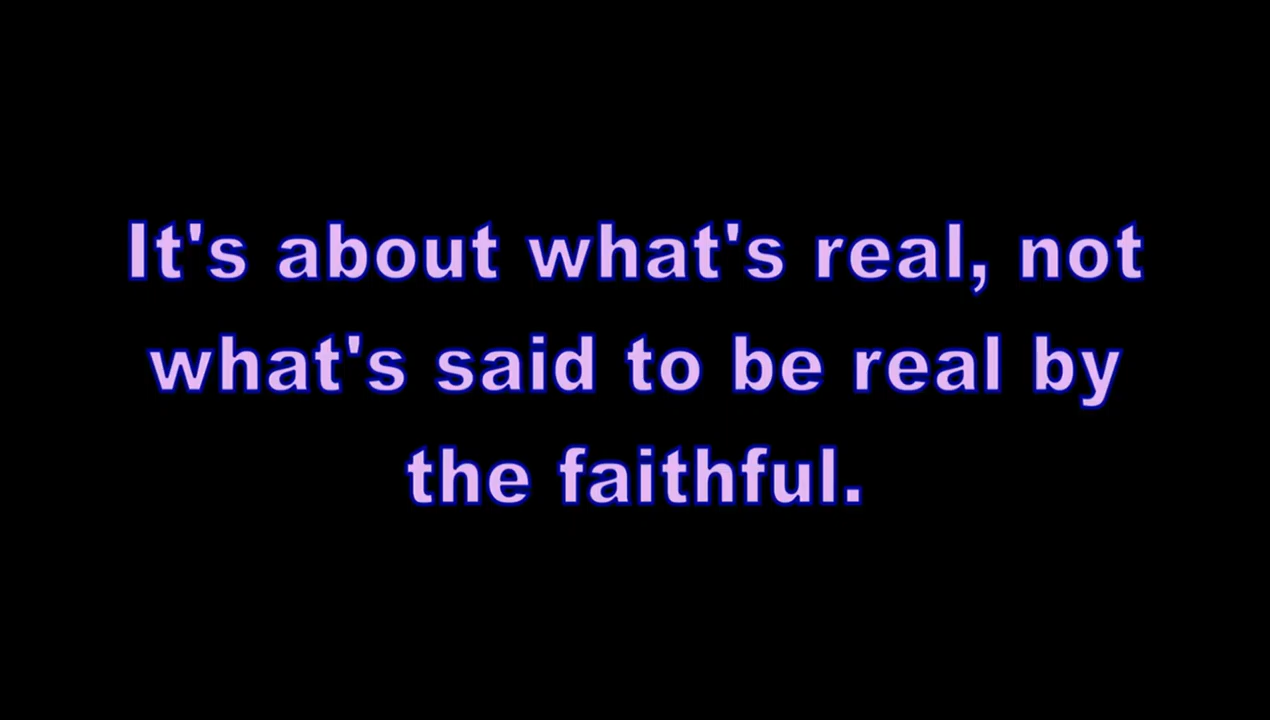 It's about what's real, not
what's said to be real by
the faithful.